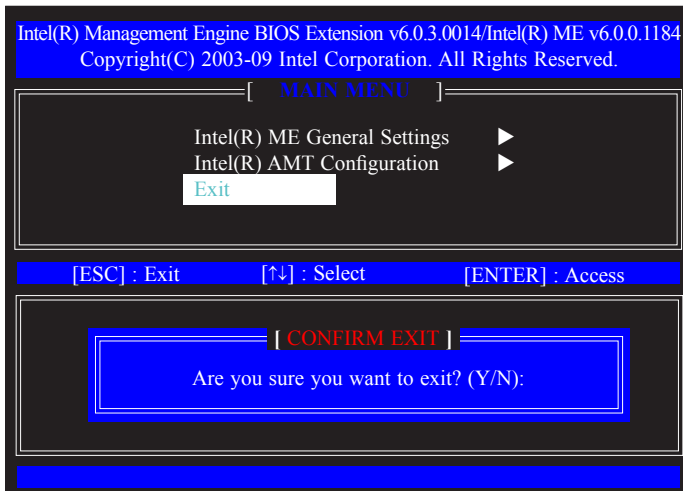 Intel(R) Management Engine BIOS Extension v6.0.3.0014/Intel(R) ME v6.0.0.1184
Copyright(C) 2003-09 Intel Corporation. All Rights Reserved.
[ MAIN MENU ]
Intel(R) ME General Settings ▶
Intel(R) AMT Configuration ▶
Exit
[ESC] : Exit [↑↓] : Select [ENTER] : Access
[ CONFIRM EXIT ]
Are you sure you want to exit? (Y/N):